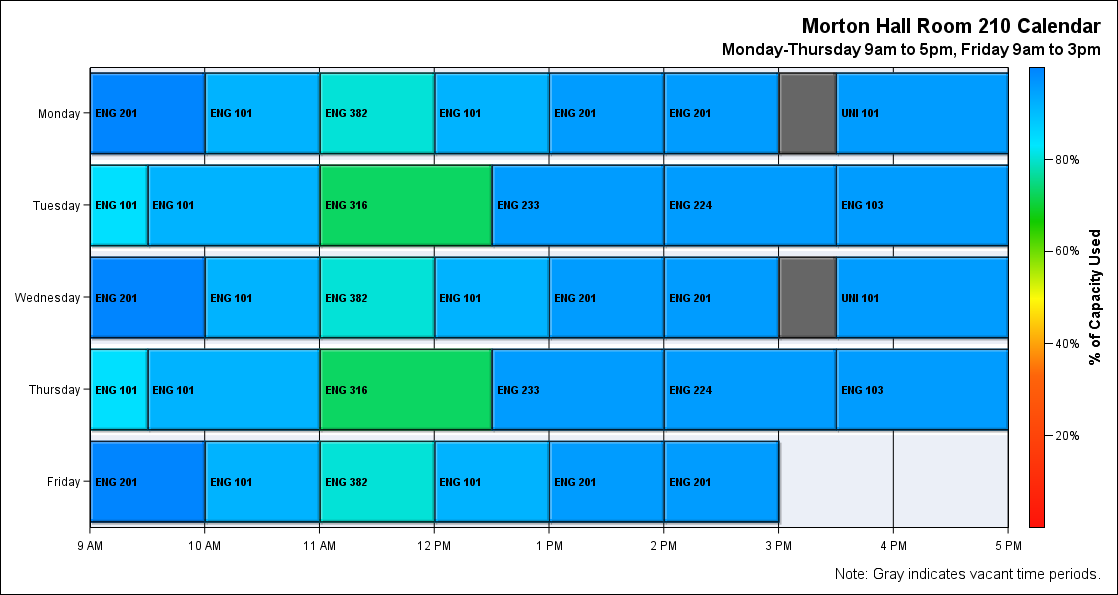 Morton Hall Room 210 Calendar
Monday-Thursday 9am to 5pm, Friday 9am to 3pm
Monday
ENG 201 ENG 101 ENG 382 ENG 101 ENG 201 ENG 201 UNI 101
Tuesday
ENG 101 ENG 101 ENG 316 ENG 233 ENG 224 ENG 103
Wednesday
ENG 201 ENG 101 ENG 382 ENG 101 ENG 201 ENG 201 UNI 101
Thursday
ENG 101 ENG 101 ENG 316 ENG 233 ENG 224 ENG 103
Friday
ENG 201 ENG 101 ENG 382 ENG 101 ENG 201 ENG 201
9 AM 10 AM 11 AM 12 PM 1 PM 2 PM 3 PM 4 PM 5 PM
80%
60%
40%
20%
% of Capacity Used
Note: Gray indicates vacant time periods.